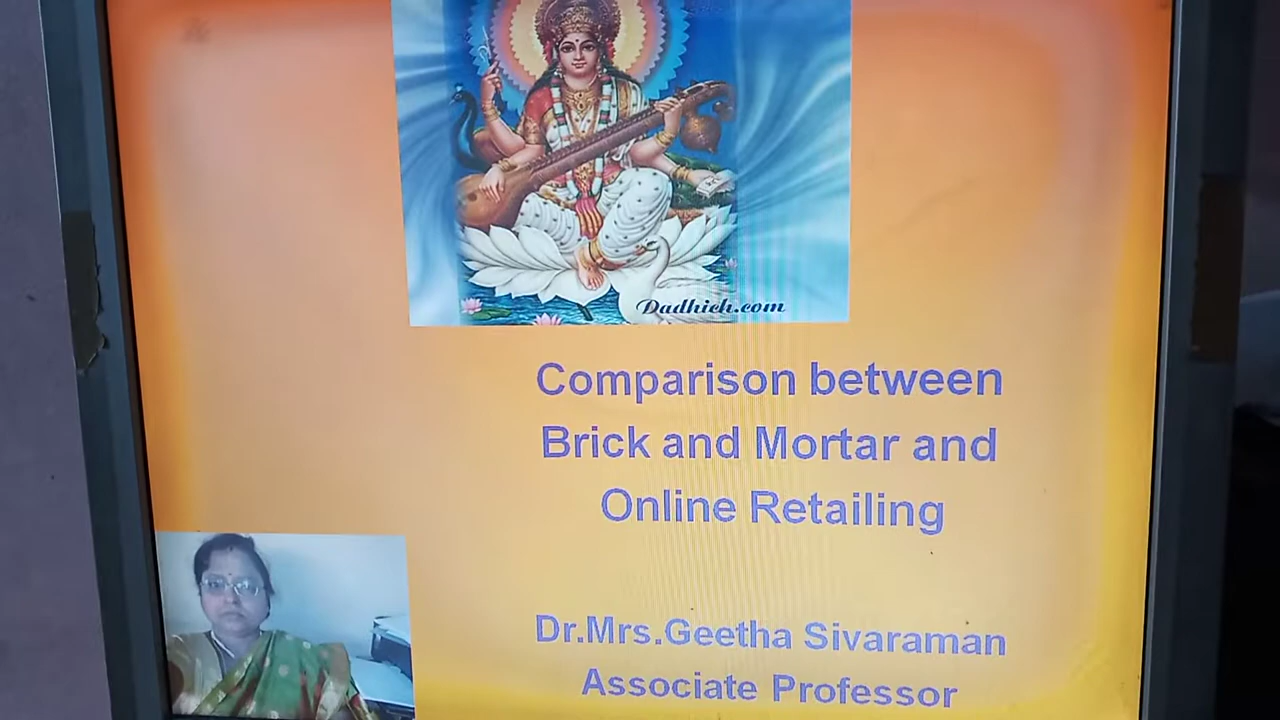 Dadhich.com
Comparison between
Brick and Mortar and
Online Retailing
Dr.Mrs.Geetha Sivaraman
Associate Professor